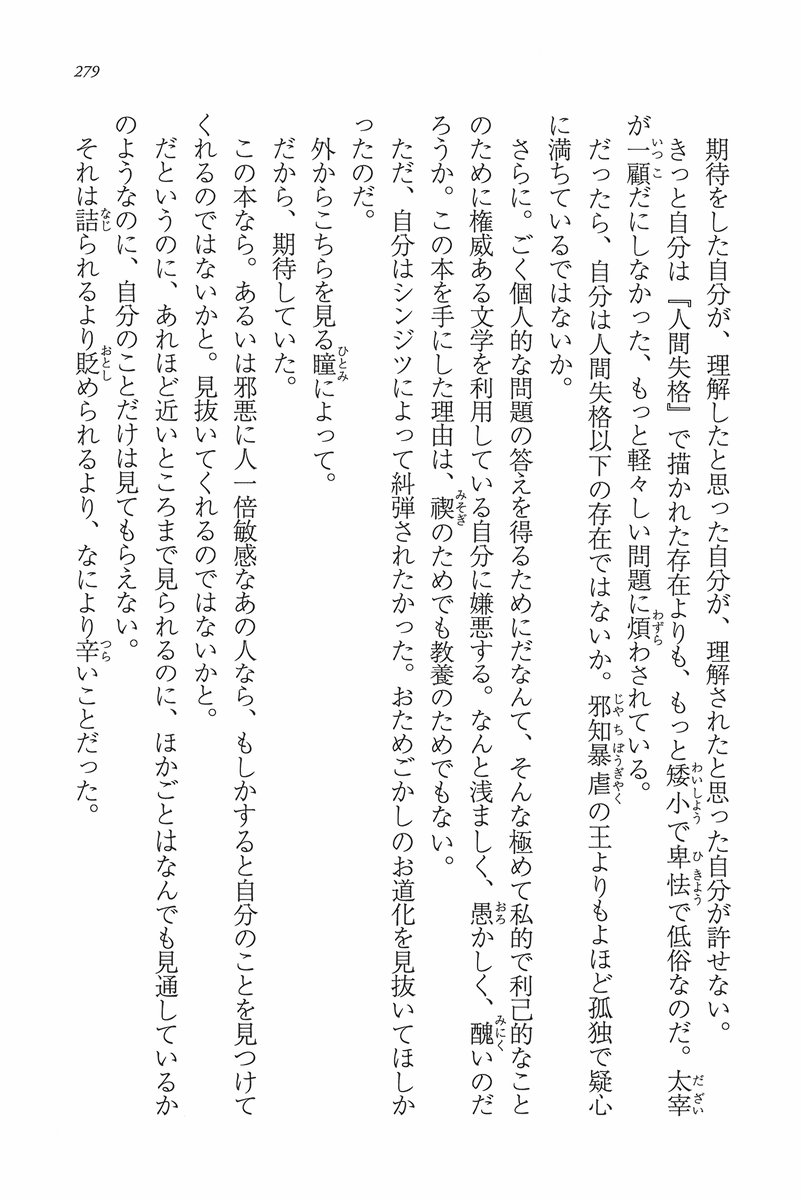 279
期待をした自分が、理解したと思った自分が、理解されたと思った自分が許せない。
きっと自分は『人間失格』で描かれた存在よりも、もっと矮小で卑怯で低俗なのだ。太宰
が一顧だにしなかった、もっと軽々しい問題に煩わされている。
だったら、自分は人間失格以下の存在ではないか。邪知暴虐の王よりもよほど孤独で疑心
に満ちているではないか。
さらに。ごく個人的な問題の答えを得るためにだなんて、そんな極めて私的で利己的なこと
のために権威ある文学を利用している自分に嫌悪する。なんと浅ましく、愚かしく、醜いのだ
ろうか。この本を手にした理由は、禊のためでも教養のためでもない。
ただ、自分はシンジツによって糾弾されたかった。おためごかしのお道化を見抜いてほしか
ったのだ。
外からこちらを見る瞳によって。
だから、期待していた。
この本なら。あるいは邪悪に人一倍敏感なあの人なら、もしかすると自分のことを見つけて
くれるのではないかと。見抜いてくれるのではないかと。
だというのに、あれほど近いところまで見られるのに、ほかごとはなんでも見通しているか
のようなのに、自分のことだけは見てもらえない。
それは詰られるより貶められるより、なにより辛いことだった。